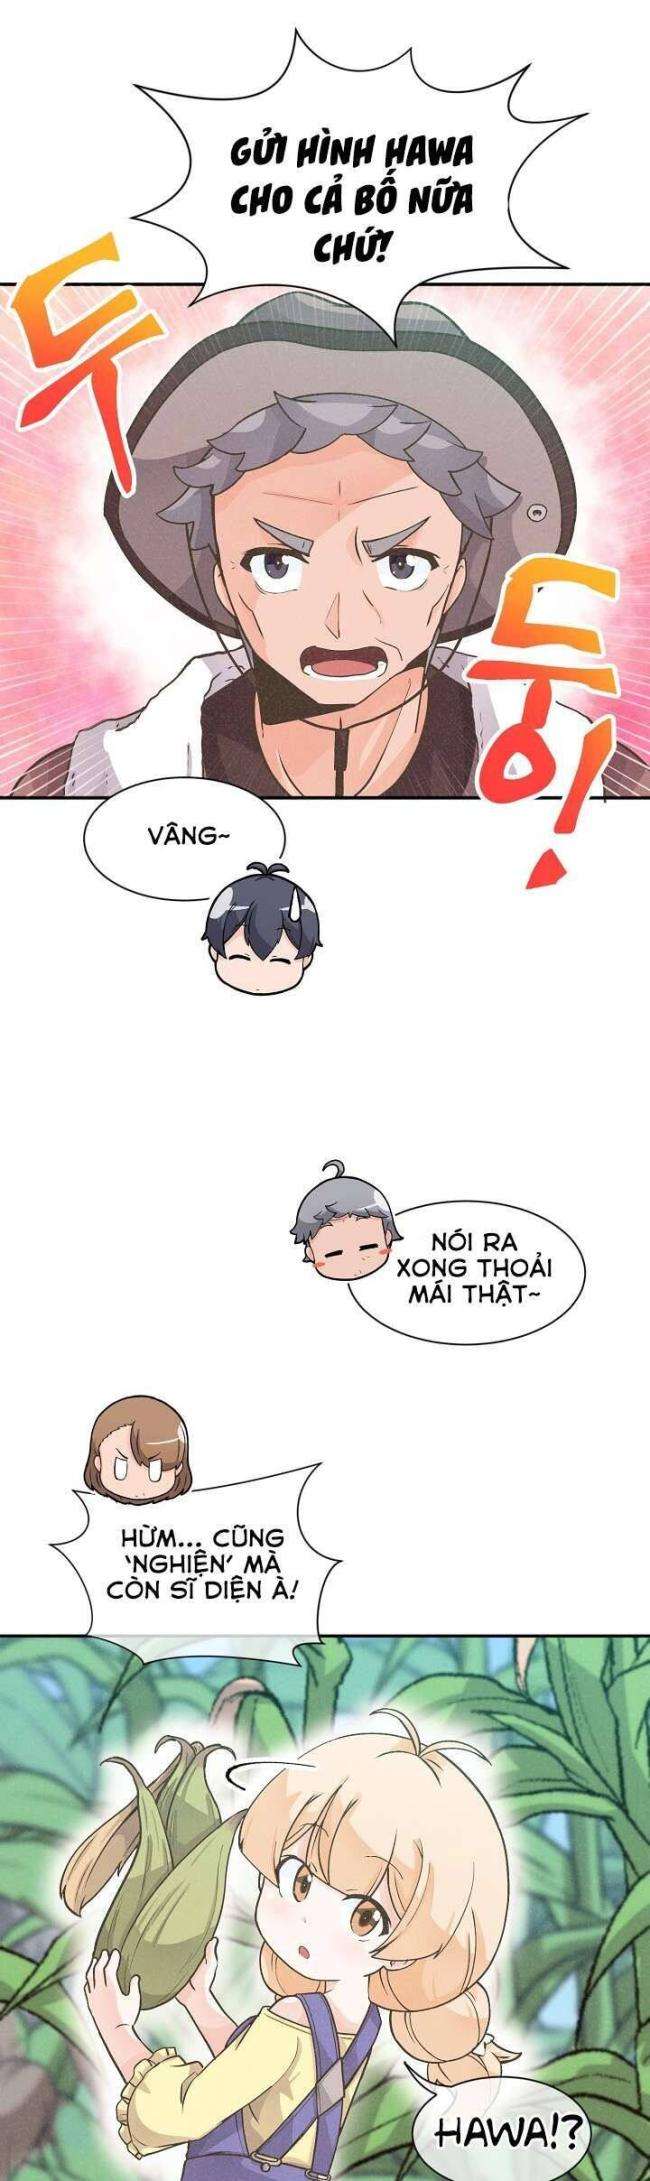 GỬI HÌNH HAWA
CHO CẢ BỐ NỮA
CHỨ!
두
둥!
VÂNG~
NÓI RA
XONG THOẢI
MÁI THẬT~
HỪM... CŨNG
'NGHIỆN' MÀ
CÒN SĨ DIỆN À!
HAWA!?